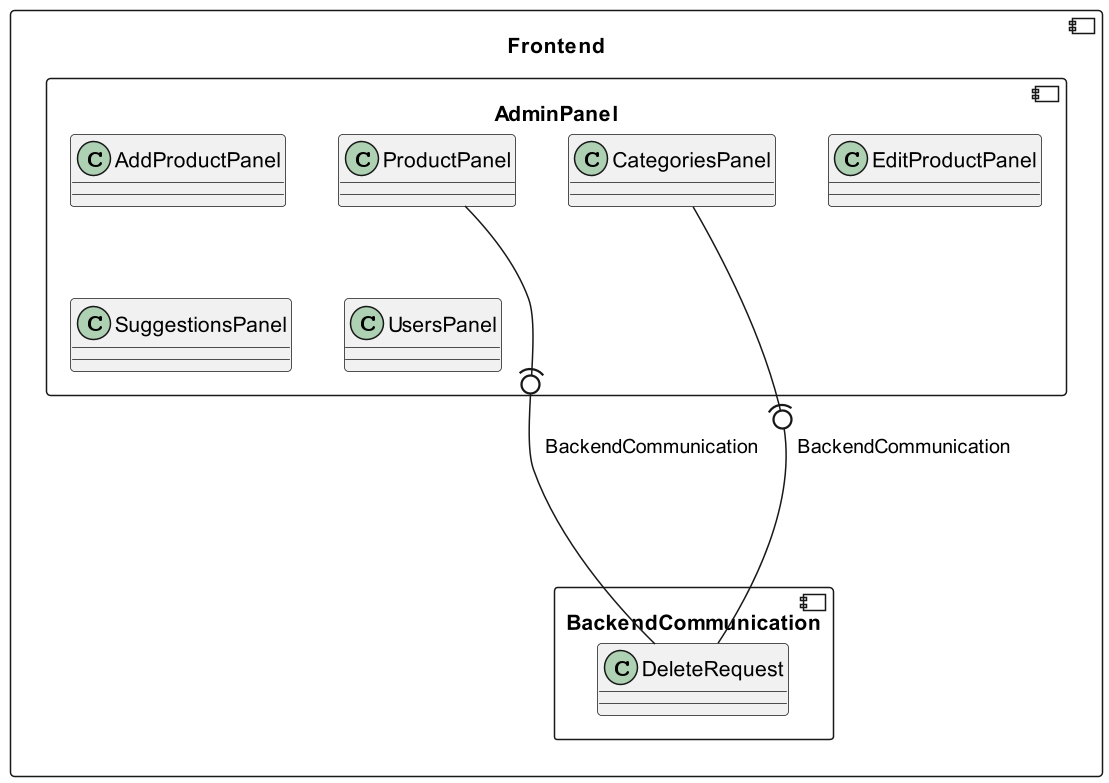 Frontend
AdminPanel
C AddProductPanel
C ProductPanel
C CategoriesPanel
C EditProductPanel
C SuggestionsPanel
C UsersPanel
BackendCommunication
BackendCommunication
BackendCommunication
C DeleteRequest